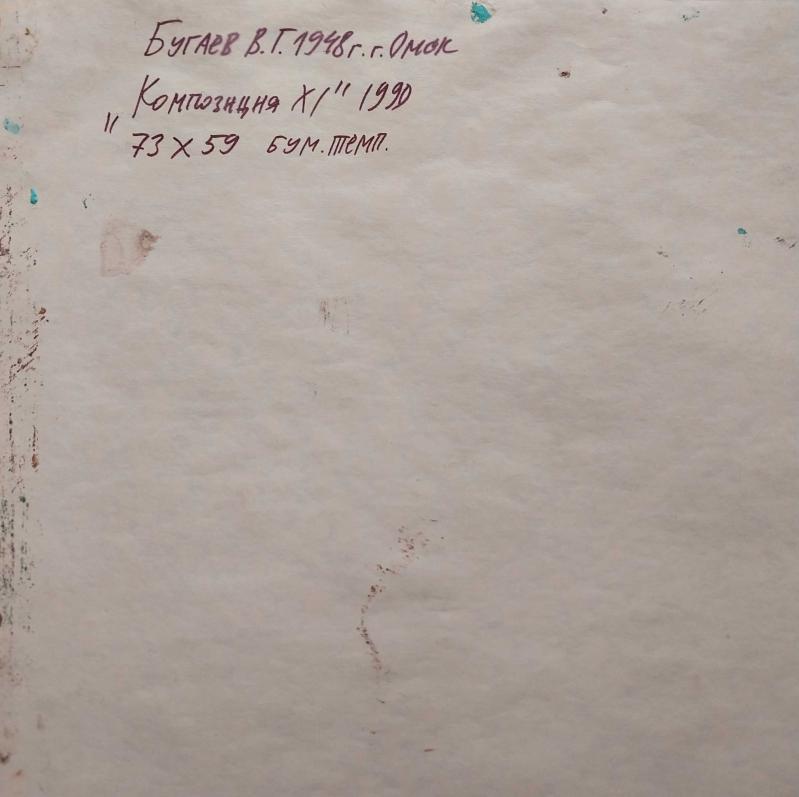 Бугаев В.Г. 1948г. г. Омск
"Композиция XI" 1990
73 х 59 бум. темп.